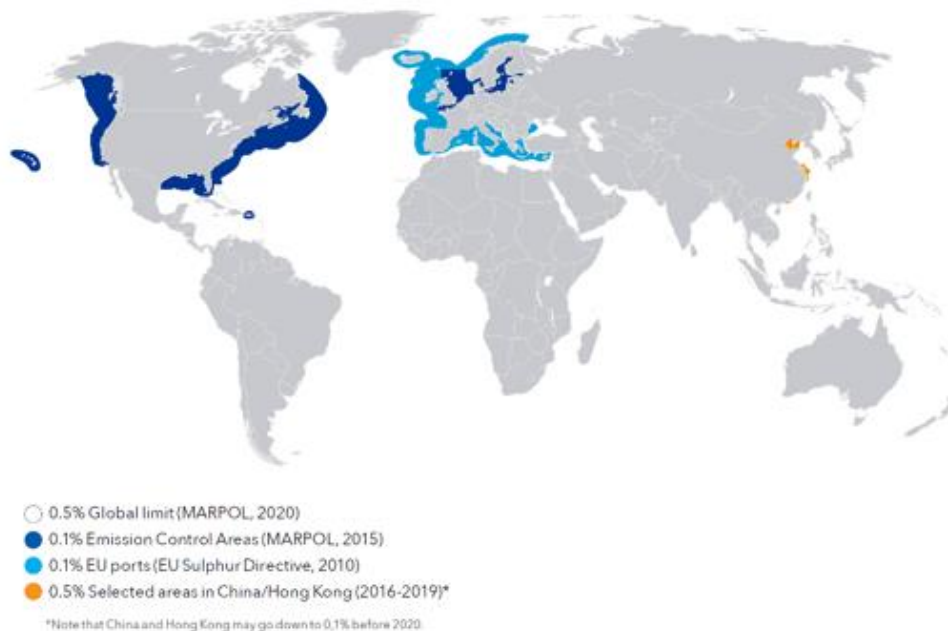 0.5% Global limit (MARPOL, 2020)
0.1% Emission Control Areas (MARPOL, 2015)
0.1% EU ports (EU Sulphur Directive, 2010)
0.5% Selected areas in China/Hong Kong (2016-2019)*
*Note that China and Hong Kong may go down to 0,1% before 2020.